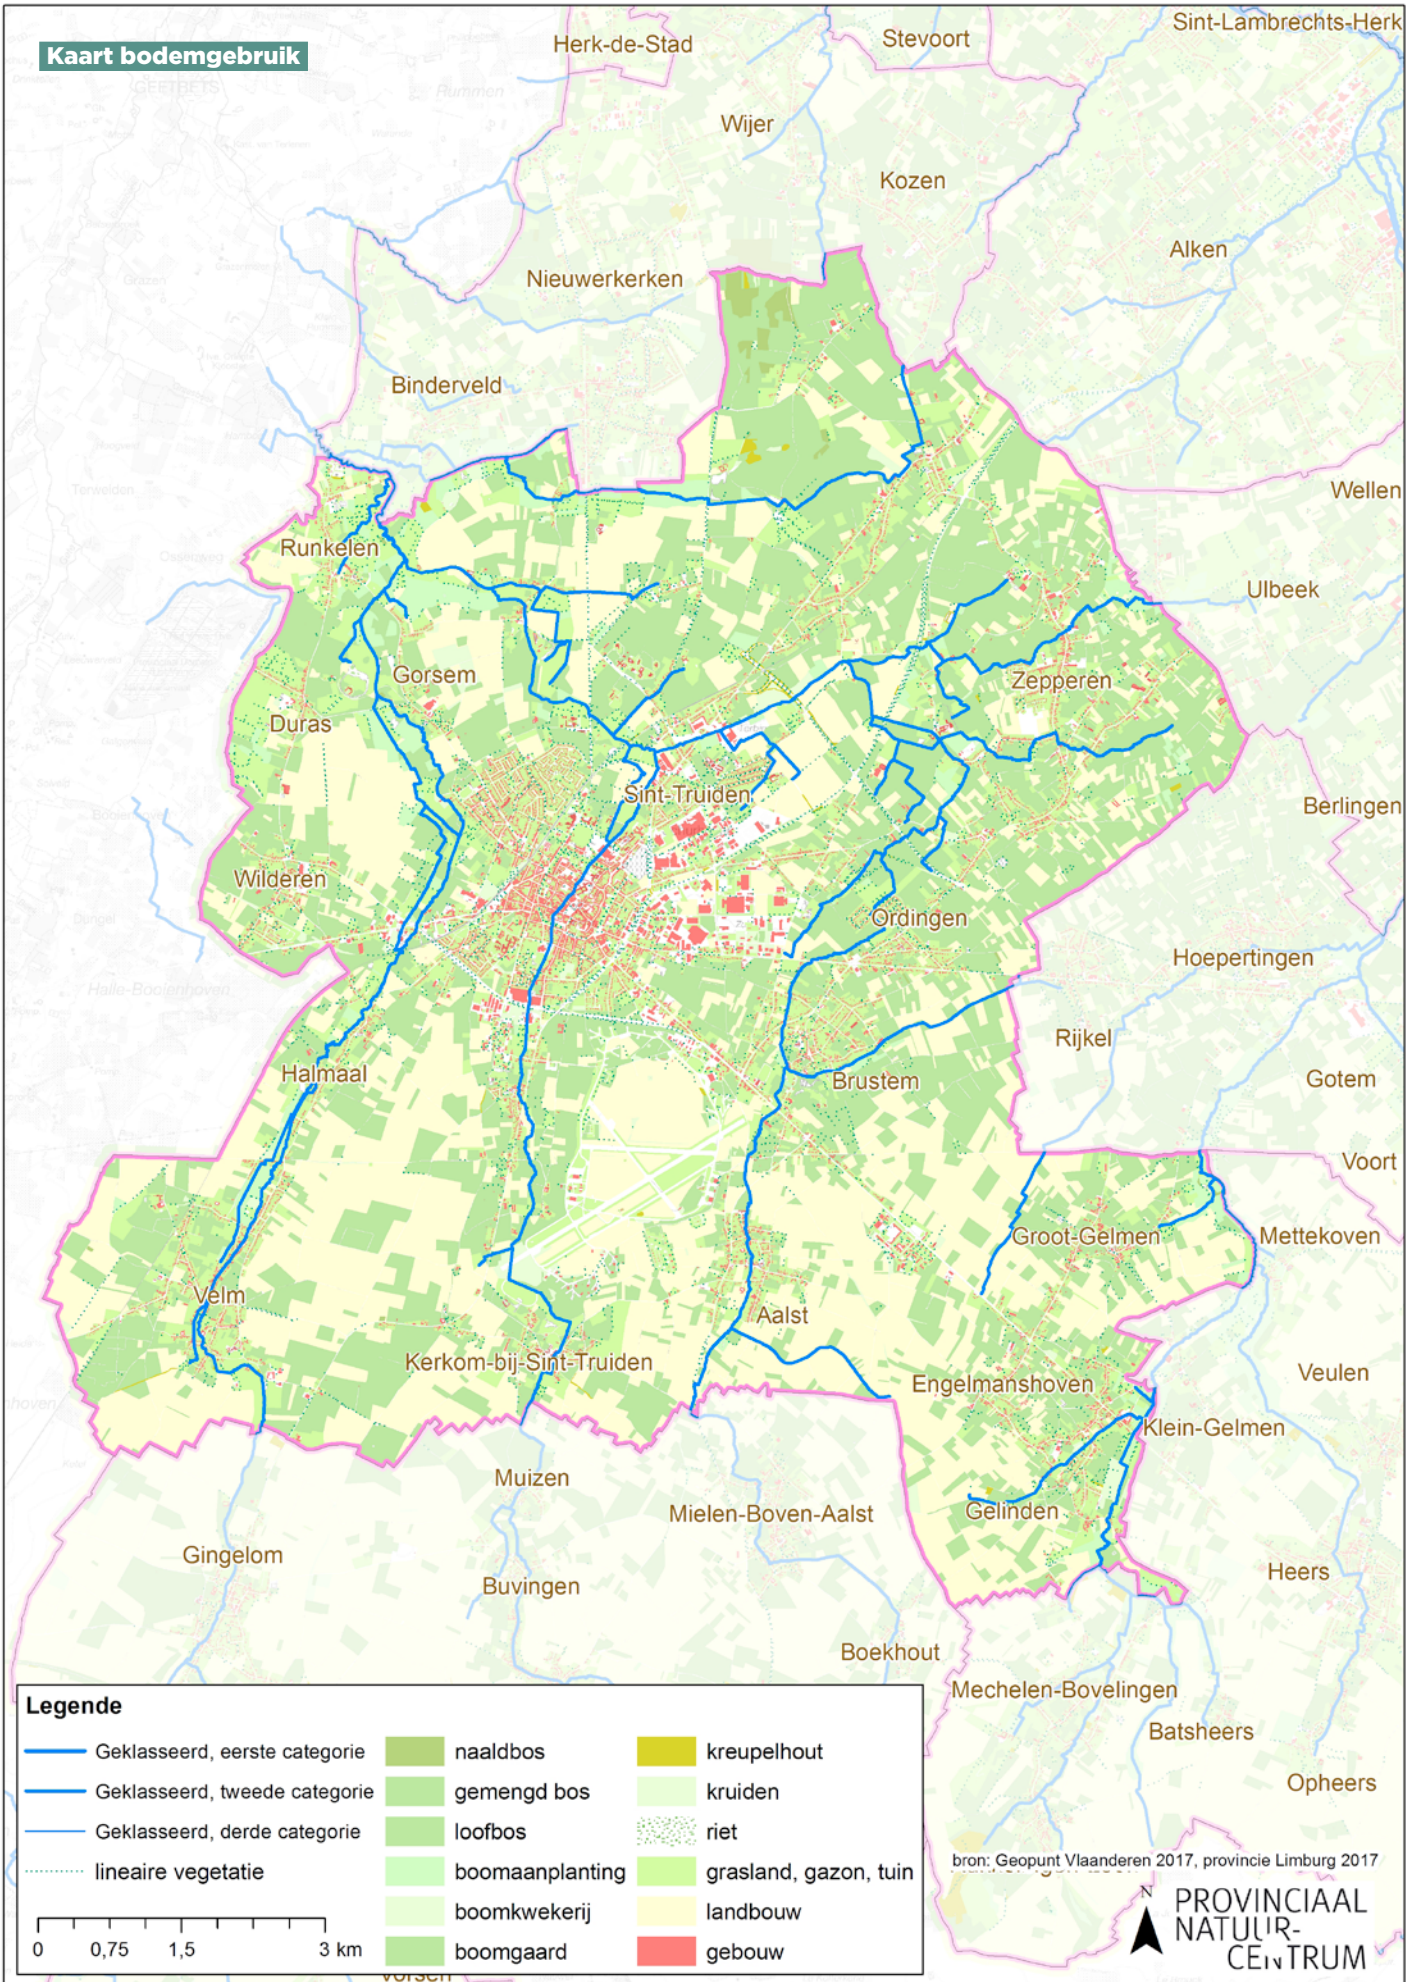 Kaart bodemgebruik
Herk-de-Stad
Stevoort
Sint-Lambrechts-Herk
GEETBETS
Rummen
Wijer
Kozen
Alken
Nieuwerkerken
Binderveld
Terwelden
Wellen
Runkelen
Ulbeek
Gorsem
Zepperen
Duras
Sint-Truiden
Berlingen
Wilderen
Ordingen
Hoepertingen
Halle-Booienhoven
Rijkel
Halmaal
Brustem
Gotem
Voort
Groot-Gelmen
Mettekoven
Velm
Aalst
Kerkom-bij-Sint-Truiden
Veulen
Engelmanshoven
Klein-Gelmen
Muizen
Mielen-Boven-Aalst
Gelinden
Gingelom
Buvingen
Heers
Boekhout
Mechelen-Bovelingen
Batsheers
Opheers
Legende
Geklasseerd, eerste categorie
Geklasseerd, tweede categorie
Geklasseerd, derde categorie
lineaire vegetatie
0 0,75 1,5 3 km
naaldbos
gemengd bos
loofbos
boomaanplanting
boomkwekerij
boomgaard
kreupelhout
kruiden
riet
grasland, gazon, tuin
landbouw
gebouw
bron: Geopunt Vlaanderen 2017, provincie Limburg 2017
N
PROVINCIAAL
NATUUR-
CENTRUM